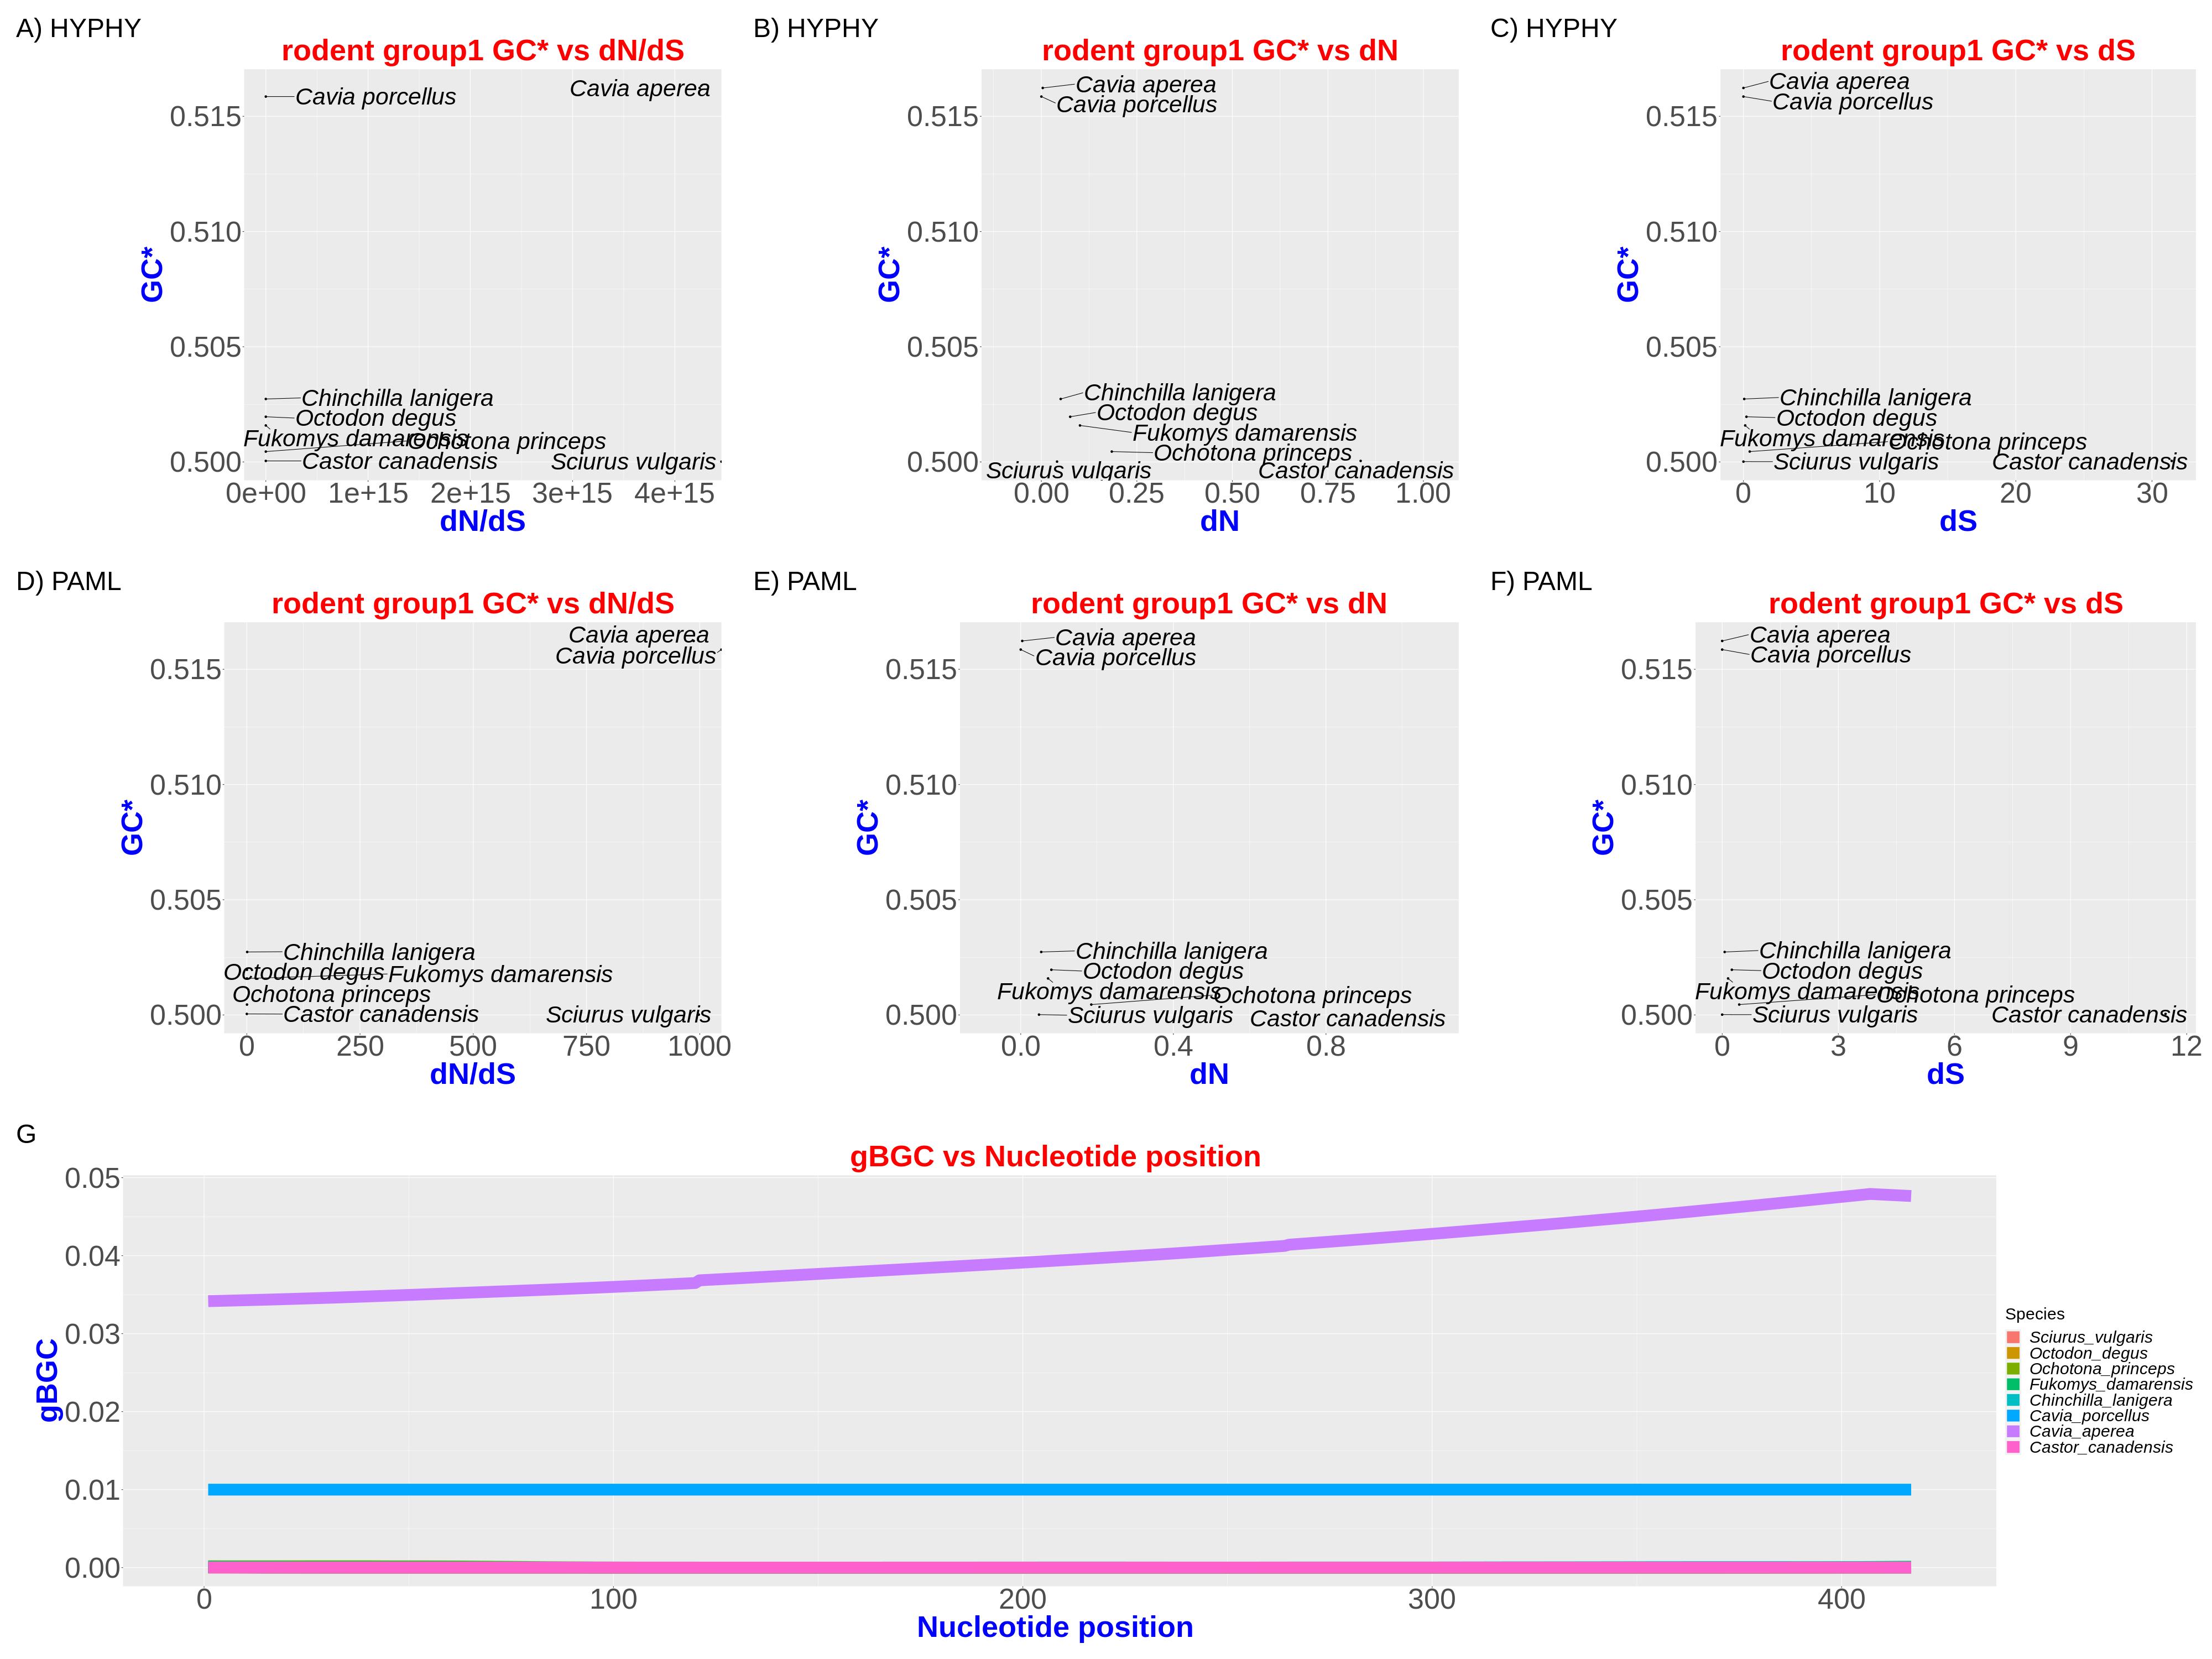 A) HYPHY
rodent group1 GC* vs dN/dS
GC*
0.515
0.510
0.505
0.500
Cavia porcellus
Cavia aperea
Chinchilla lanigera
Octodon degus
Fukomys damarensis
Ochotona princeps
Castor canadensis
Sciurus vulgaris
0e+00 1e+15 2e+15 3e+15 4e+15
dN/dS
B) HYPHY
rodent group1 GC* vs dN
GC*
0.515
0.510
0.505
0.500
Cavia aperea
Cavia porcellus
Chinchilla lanigera
Octodon degus
Fukomys damarensis
Ochotona princeps
Sciurus vulgaris
Castor canadensis
0.00 0.25 0.50 0.75 1.00
dN
C) HYPHY
rodent group1 GC* vs dS
GC*
0.515
0.510
0.505
0.500
Cavia aperea
Cavia porcellus
Chinchilla lanigera
Octodon degus
Fukomys damarensis
Ochotona princeps
Sciurus vulgaris
Castor canadensis
0 10 20 30
dS
D) PAML
rodent group1 GC* vs dN/dS
GC*
0.515
0.510
0.505
0.500
Cavia aperea
Cavia porcellus
Chinchilla lanigera
Octodon degus
Fukomys damarensis
Ochotona princeps
Castor canadensis
Sciurus vulgaris
0 250 500 750 1000
dN/dS
E) PAML
rodent group1 GC* vs dN
GC*
0.515
0.510
0.505
0.500
Cavia aperea
Cavia porcellus
Chinchilla lanigera
Octodon degus
Fukomys damarensis
Ochotona princeps
Sciurus vulgaris
Castor canadensis
0.0 0.4 0.8
dN
F) PAML
rodent group1 GC* vs dS
GC*
0.515
0.510
0.505
0.500
Cavia aperea
Cavia porcellus
Chinchilla lanigera
Octodon degus
Fukomys damarensis
Ochotona princeps
Sciurus vulgaris
Castor canadensis
0 3 6 9 12
dS
G
gBGC vs Nucleotide position
gBGC
0.05
0.04
0.03
0.02
0.01
0.00
0 100 200 300 400
Nucleotide position
Species
Sciurus_vulgaris
Octodon_degus
Ochotona_princeps
Fukomys_damarensis
Chinchilla_lanigera
Cavia_porcellus
Cavia_aperea
Castor_canadensis